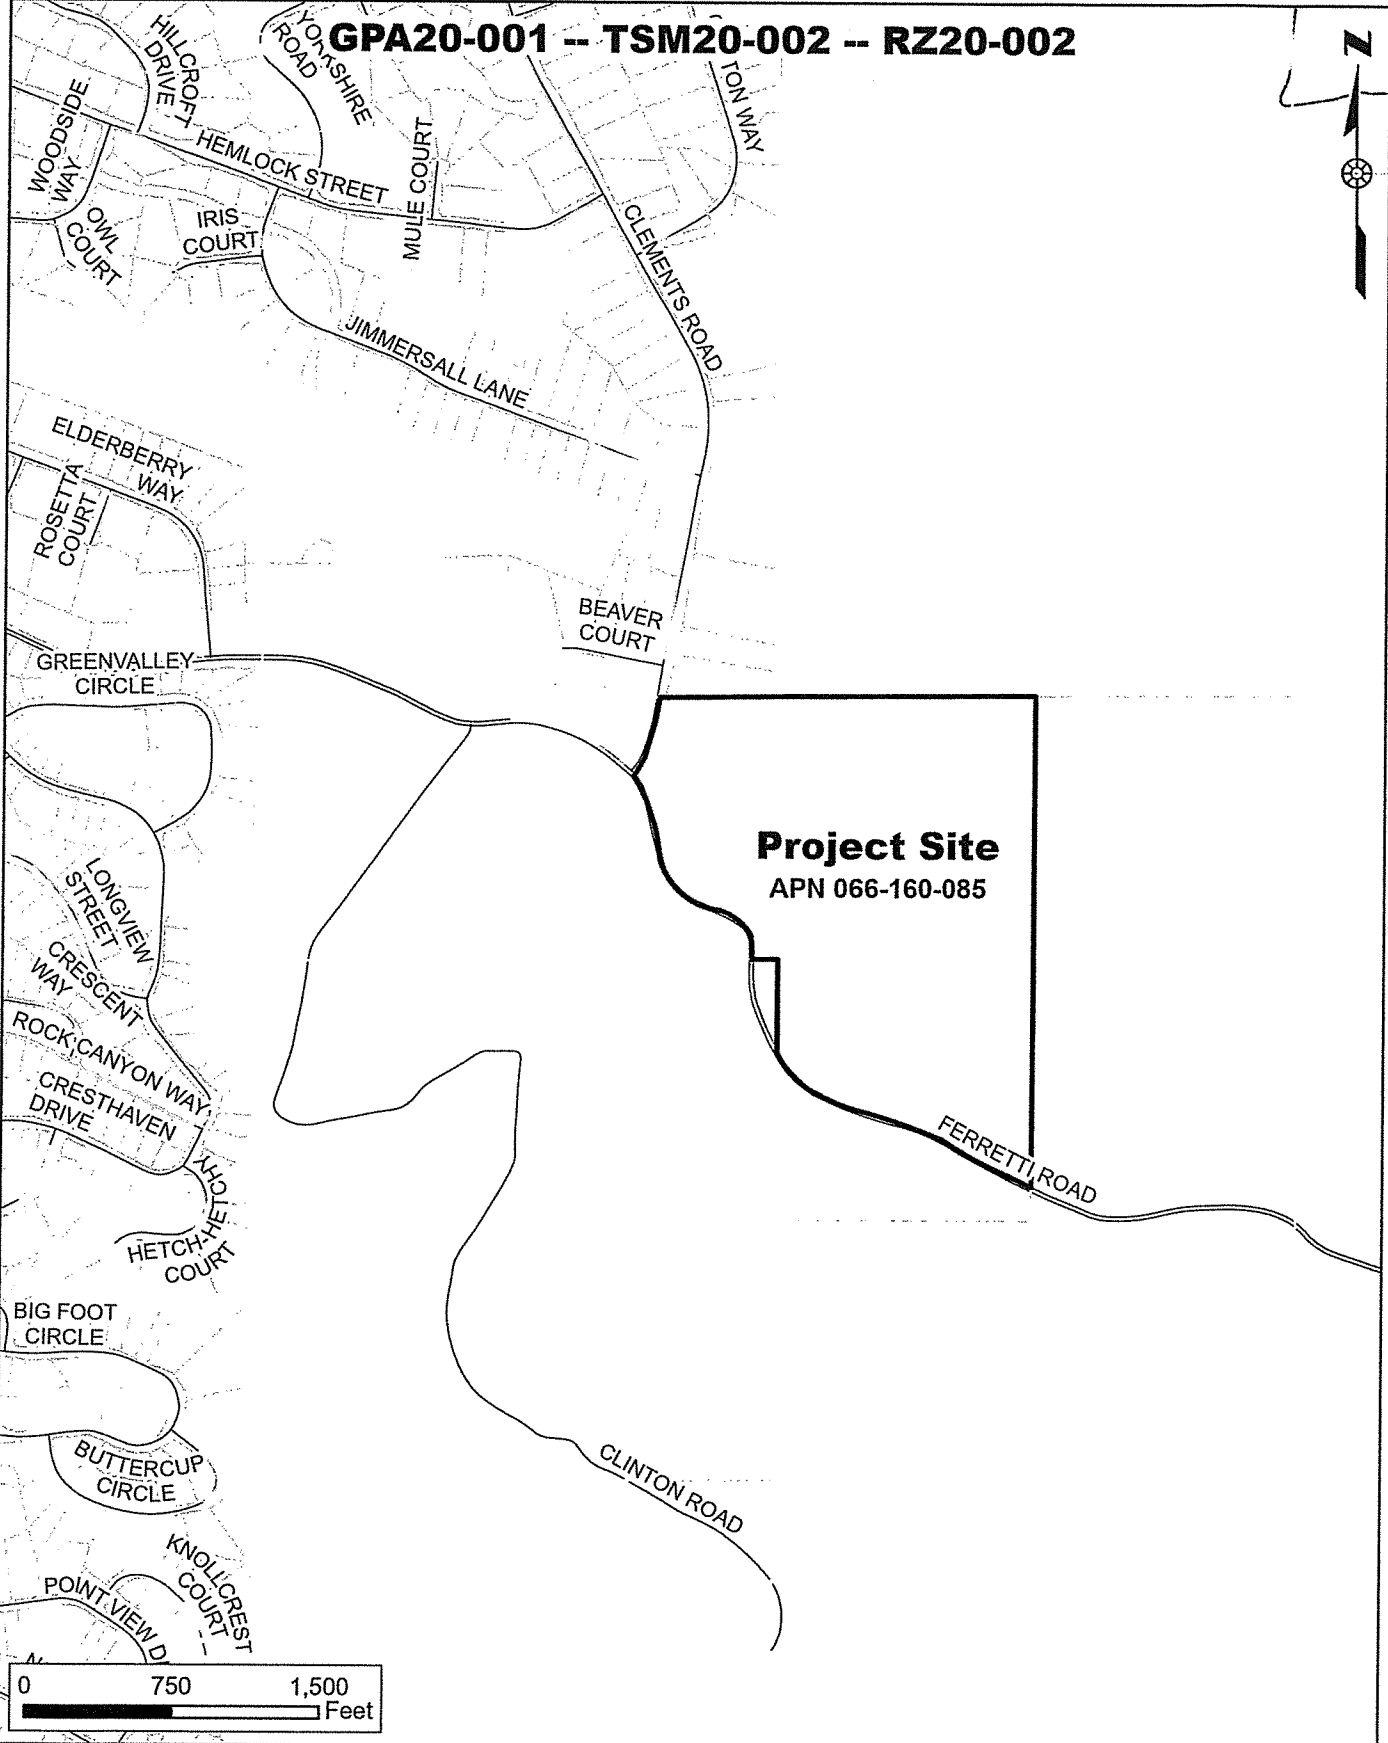 GPA20-001 -- TSM20-002 -- RZ20-002
N
HILLCROFT
DRIVE
YORKSHIRE
ROAD
TON WAY
WOODSIDE
WAY
HEMLOCK STREET
MULE COURT
OWL
COURT
IRIS
COURT
CLEMENTS ROAD
JIMMERSALL LANE
ELDERBERRY
WAY
ROSETTA
COURT
BEAVER
COURT
GREENVALLEY
CIRCLE
Project Site
APN 066-160-085
LONGVIEW
STREET
CRESCENT
WAY
ROCK CANYON WAY
CRESTHAVEN
DRIVE
FERRETTI ROAD
HETCH-HETCHY
COURT
BIG FOOT
CIRCLE
BUTTERCUP
CIRCLE
CLINTON ROAD
KNOLLCREST
COURT
POINT VIEW D
0 750 1,500
Feet